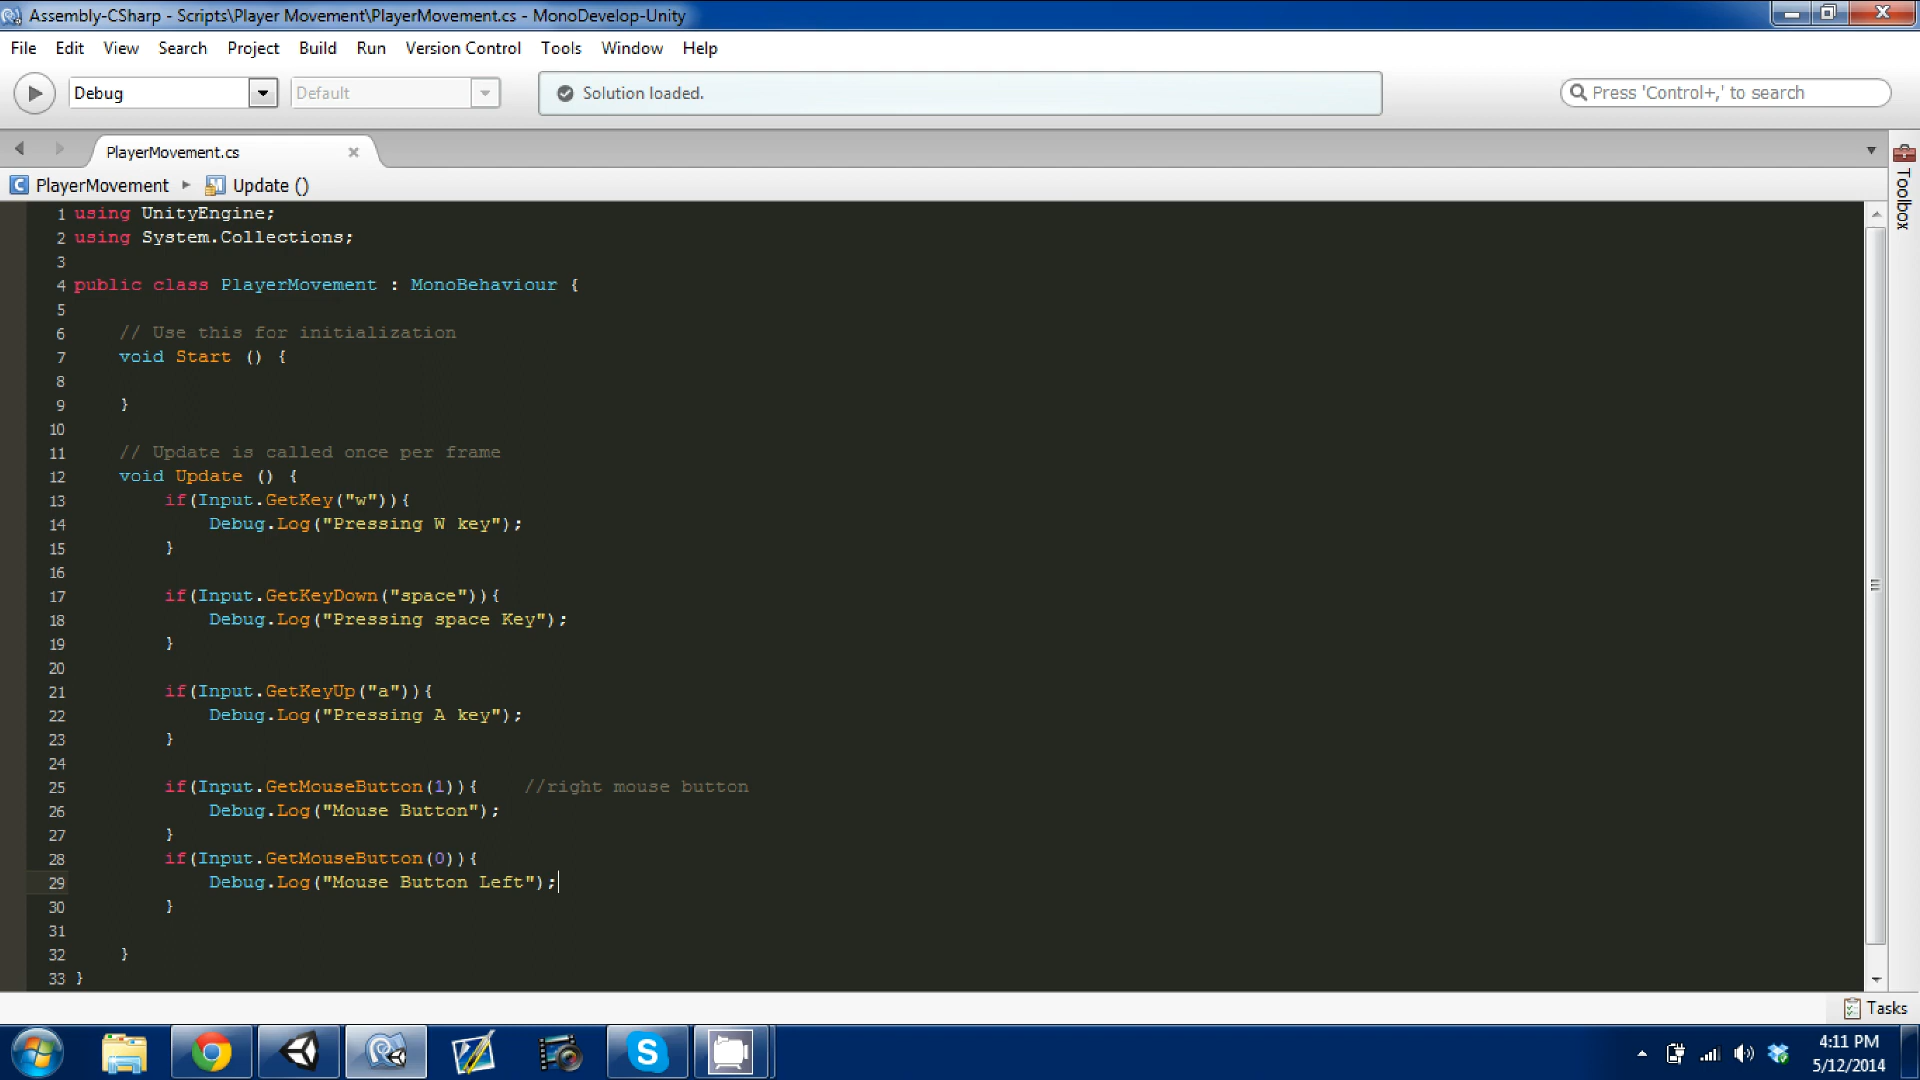 Assembly-CSharp - Scripts\Player Movement\PlayerMovement.cs - MonoDevelop-Unity
File Edit View Search Project Build Run Version Control Tools Window Help
Debug Default Solution loaded. Press 'Control+,' to search
PlayerMovement.cs
PlayerMovement Update ()
Toolbox
1 using UnityEngine;
2 using System.Collections;
3
4 public class PlayerMovement : MonoBehaviour {
5
6 // Use this for initialization
7 void Start () {
8
9 }
10
11 // Update is called once per frame
12 void Update () {
13 if(Input.GetKey("w")){
14 Debug.Log("Pressing W key");
15 }
16
17 if(Input.GetKeyDown("space")){
18 Debug.Log("Pressing space Key");
19 }
20
21 if(Input.GetKeyUp("a")){
22 Debug.Log("Pressing A key");
23 }
24
25 if(Input.GetMouseButton(1)){ //right mouse button
26 Debug.Log("Mouse Button");
27 }
28 if(Input.GetMouseButton(0)){
29 Debug.Log("Mouse Button Left");
30 }
31
32 }
33 }
Tasks
4:11 PM
5/12/2014